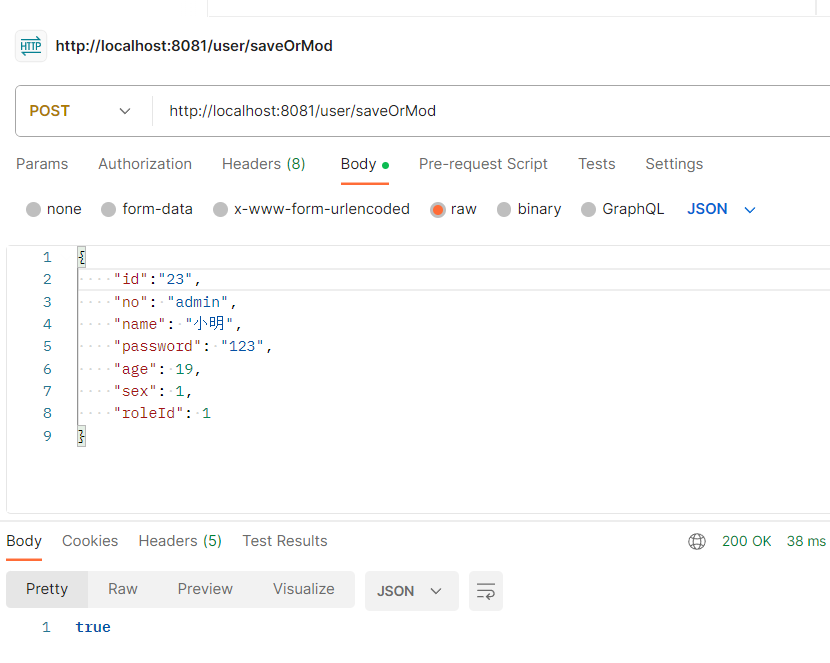 HTTP http://localhost:8081/user/saveOrMod
POST http://localhost:8081/user/saveOrMod
Params Authorization Headers (8) Body Pre-request Script Tests Settings
none form-data x-www-form-urlencoded raw binary GraphQL JSON
1 {
2 "id":"23",
3 "no": "admin",
4 "name": "小明",
5 "password": "123",
6 "age": 19,
7 "sex": 1,
8 "roleId": 1
9 }
Body Cookies Headers (5) Test Results 200 OK 38 ms
Pretty Raw Preview Visualize JSON
1 true